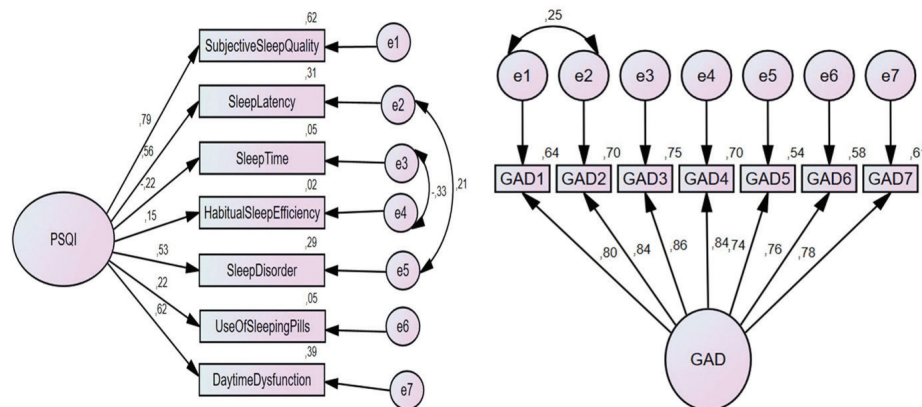 ,62
SubjectiveSleepQuality
e1
,31
SleepLatency
e2
,05
SleepTime
e3
,02
HabitualSleepEfficiency
e4
,29
SleepDisorder
e5
,05
UseOfSleepingPills
e6
,39
DaytimeDysfunction
e7
,79
,56
-,22
,15
,53
,22
,62
PSQI
-,33
,21
,25
e1 e2 e3 e4 e5 e6 e7
,64 ,70 ,75 ,70 ,54 ,58 ,61
GAD1 GAD2 GAD3 GAD4 GAD5 GAD6 GAD7
,80 ,84 ,86 ,84 ,74 ,76 ,78
GAD